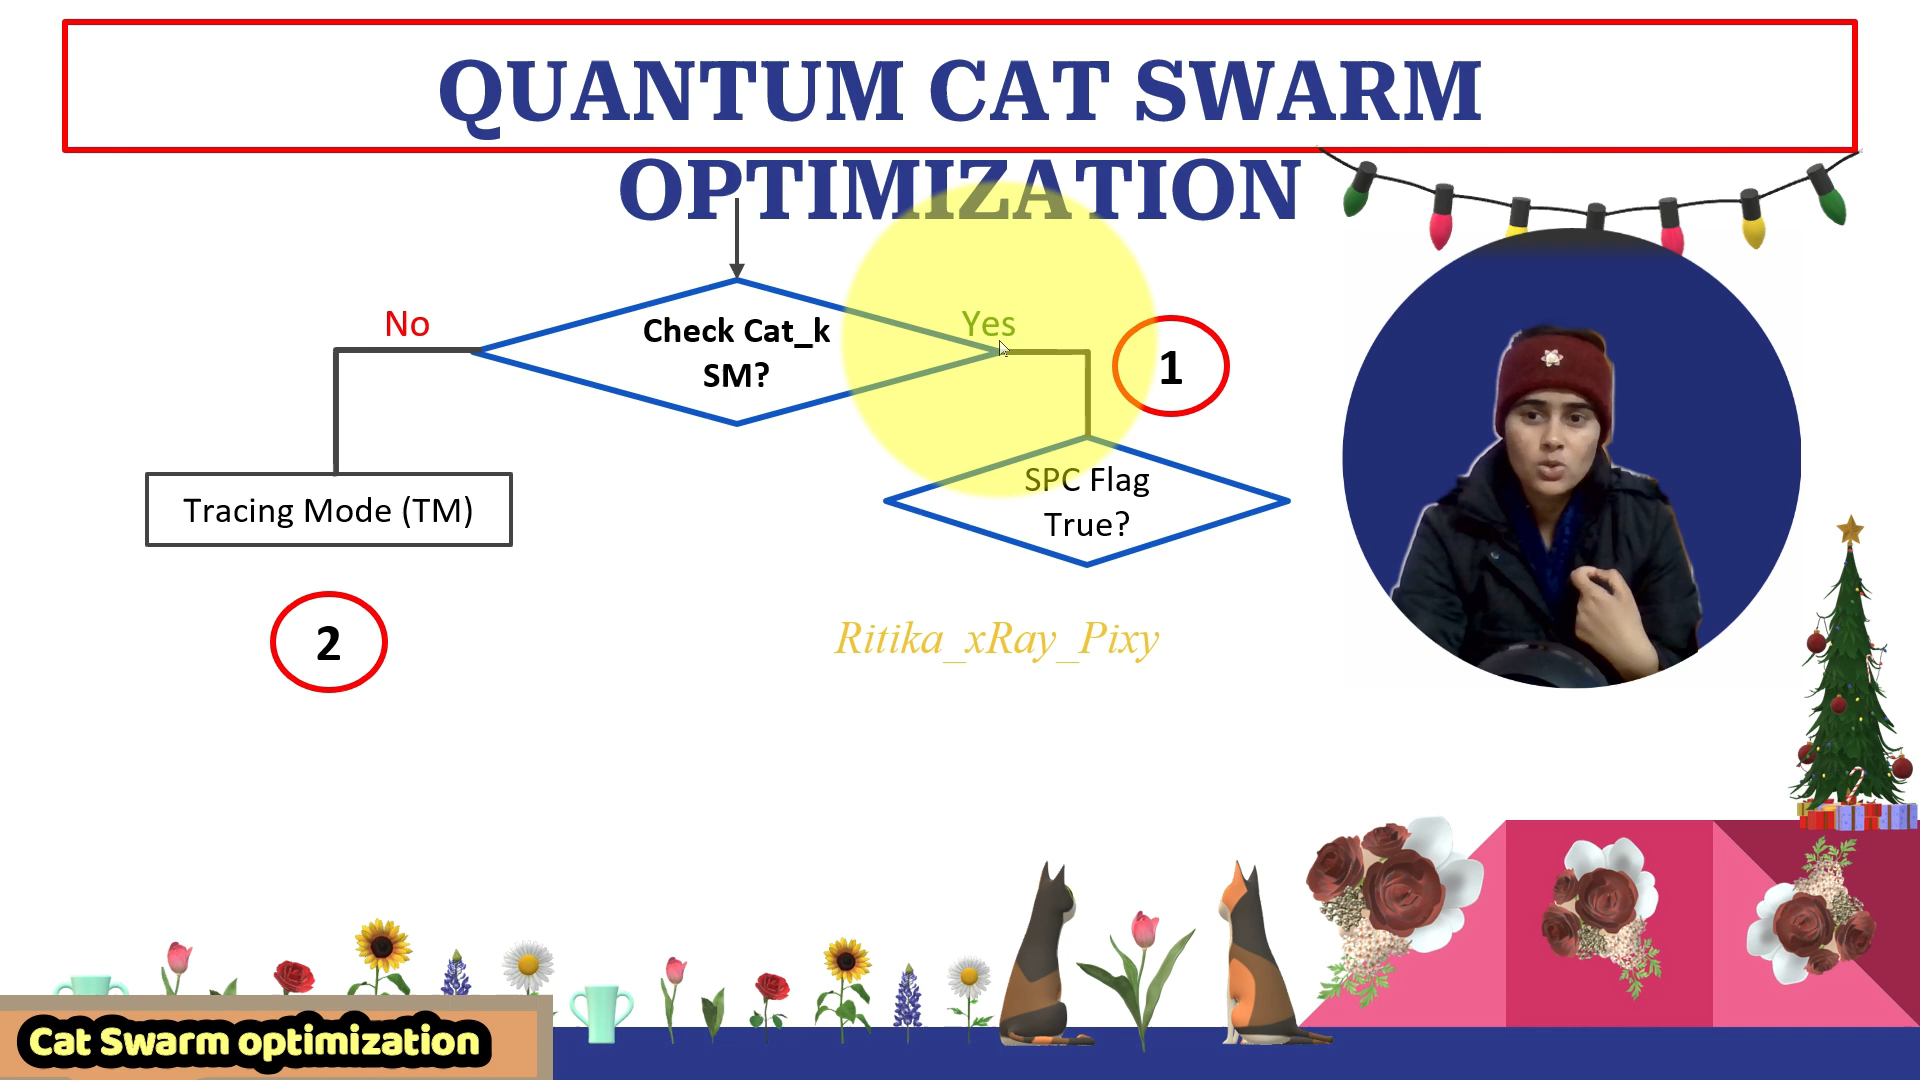 QUANTUM CAT SWARM
OPTIMIZATION
No
Check Cat_k
SM?
Yes
1
Tracing Mode (TM)
SPC Flag
True?
2
Ritika_xRay_Pixy
Cat Swarm optimization